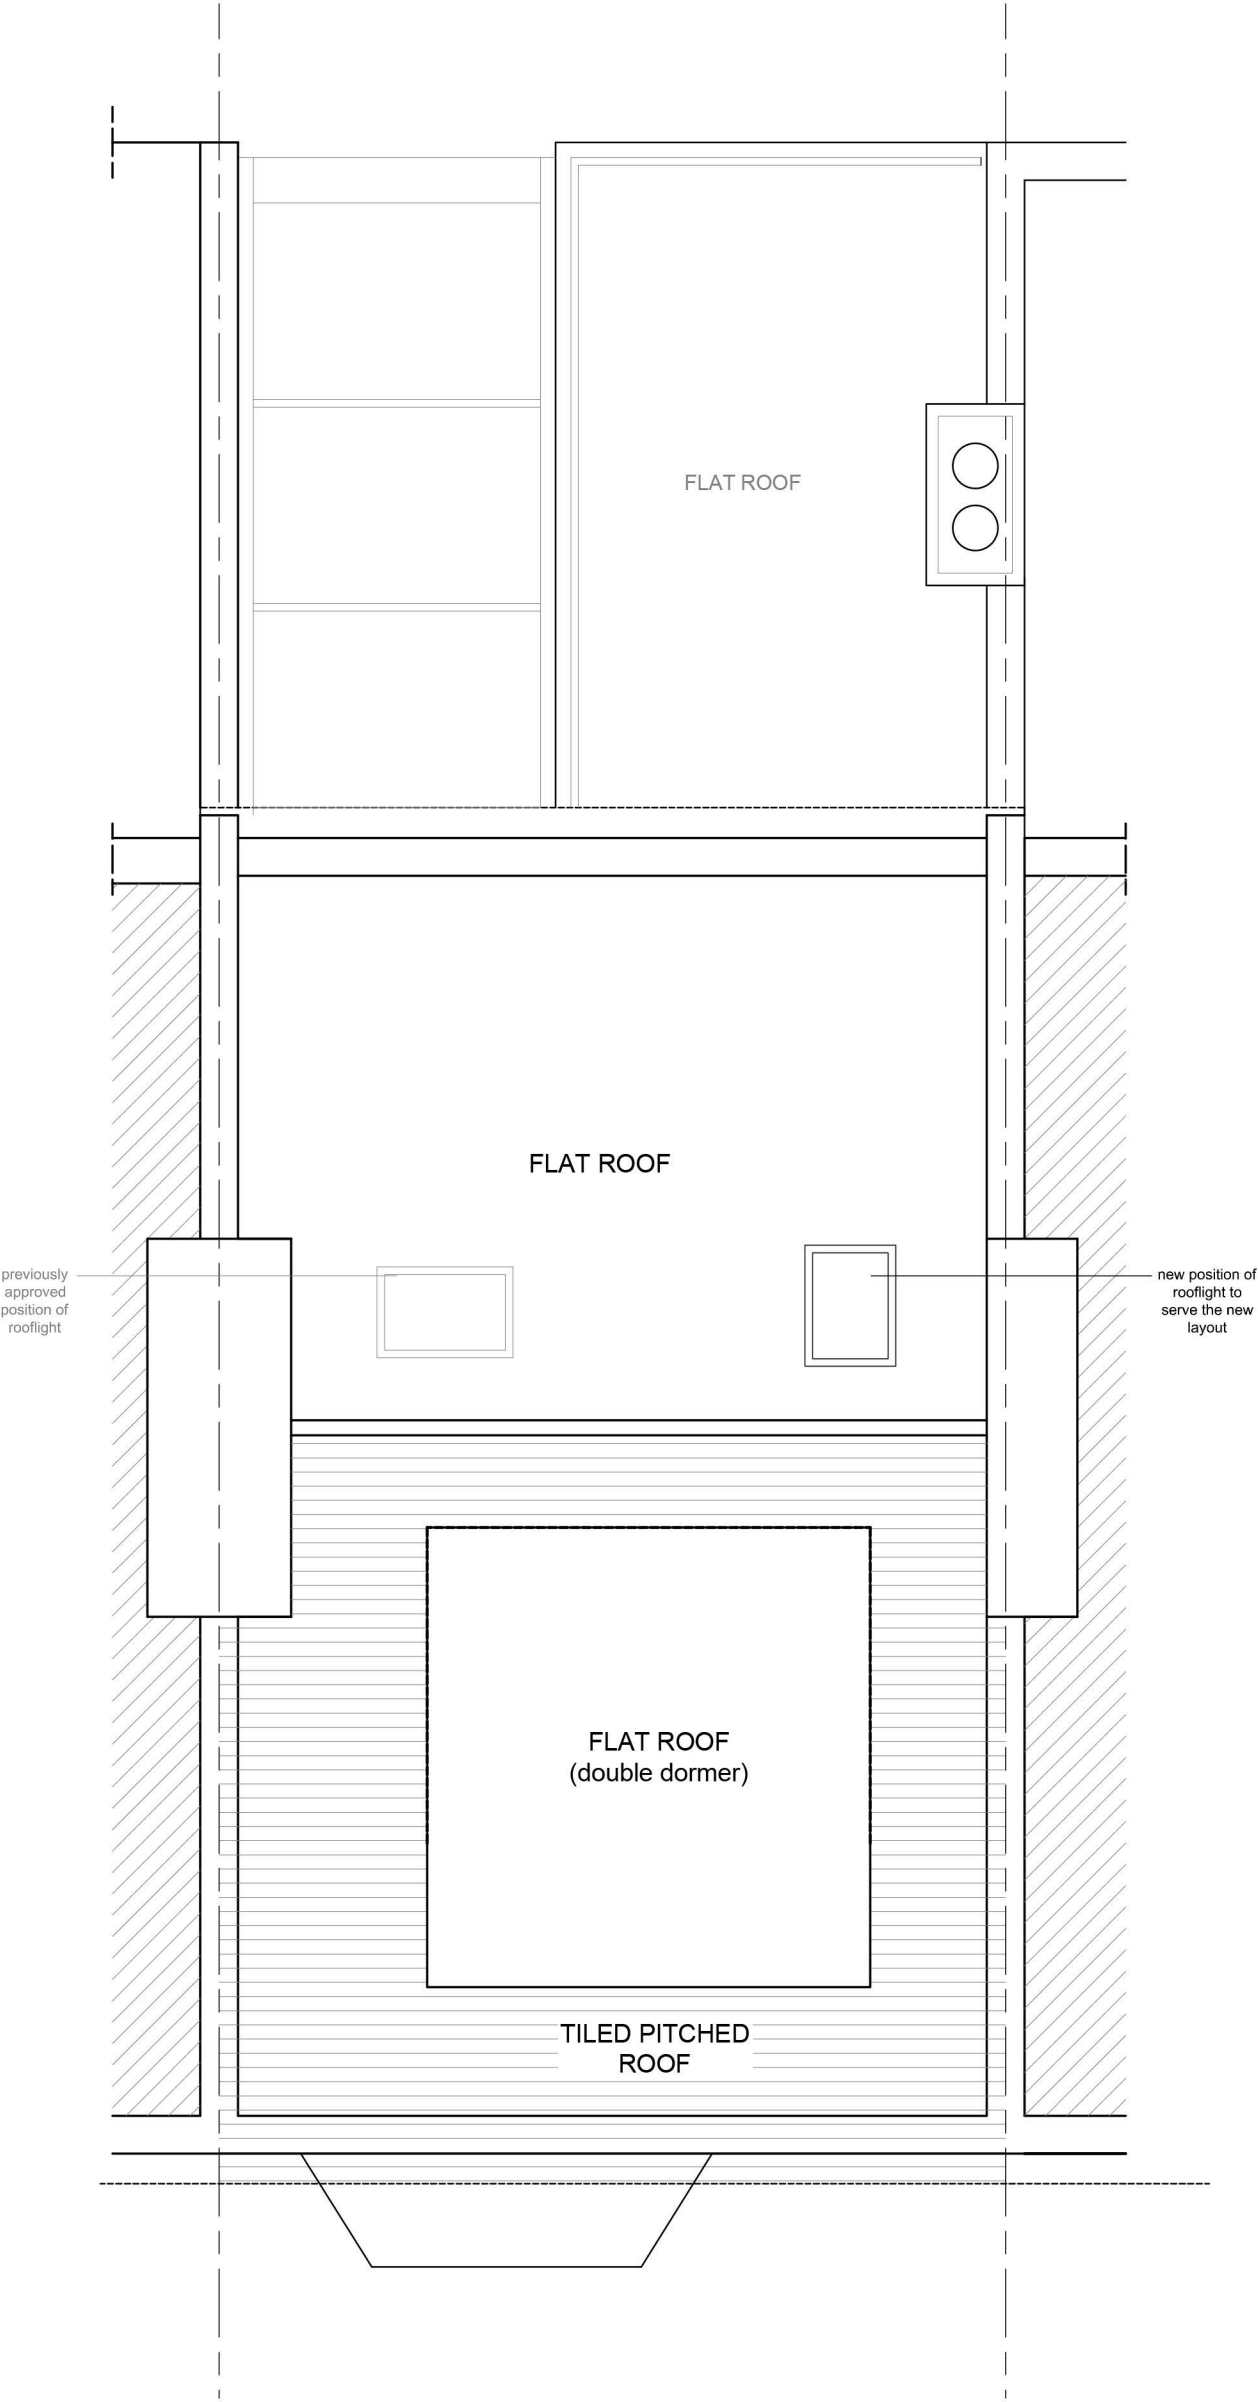 FLAT ROOF
FLAT ROOF
previously
approved
position of
rooflight
new position of
rooflight to
serve the new
layout
FLAT ROOF
(double dormer)
TILED PITCHED
ROOF